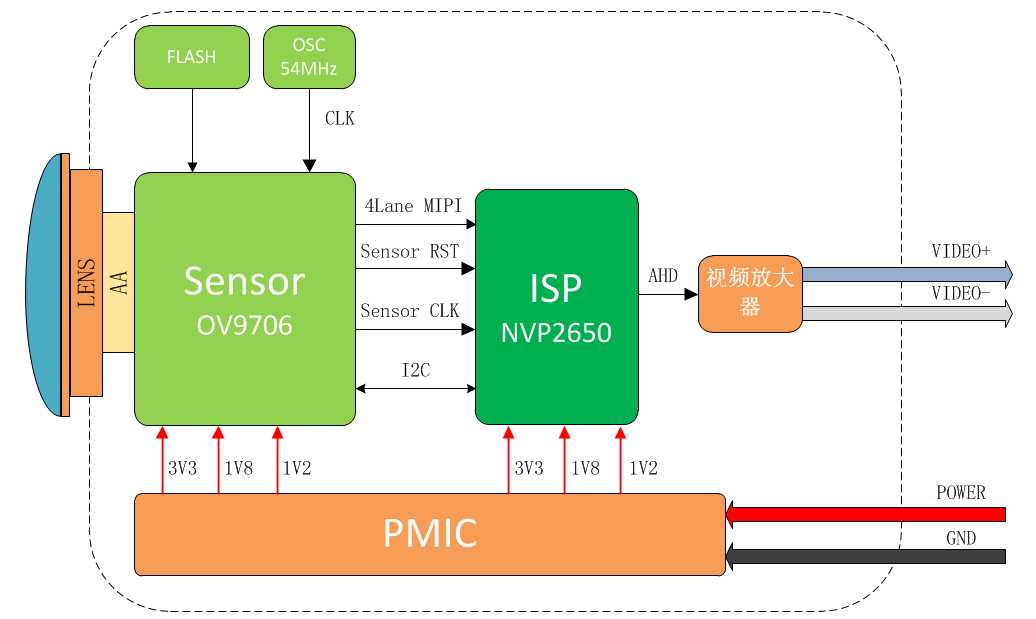 FLASH
OSC
54MHz
CLK
LENS
AA
Sensor
OV9706
4Lane MIPI
Sensor RST
Sensor CLK
I2C
ISP
NVP2650
AHD
视频放大
器
VIDEO+
VIDEO-
3V3
1V8
1V2
3V3
1V8
1V2
PMIC
POWER
GND